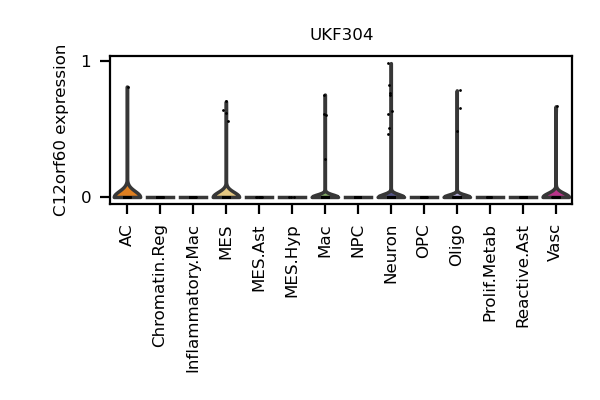 UKF304
C12orf60 expression
1
0
AC
Chromatin.Reg
Inflammatory.Mac
MES
MES.Ast
MES.Hyp
Mac
NPC
Neuron
OPC
Oligo
Prolif.Metab
Reactive.Ast
Vasc